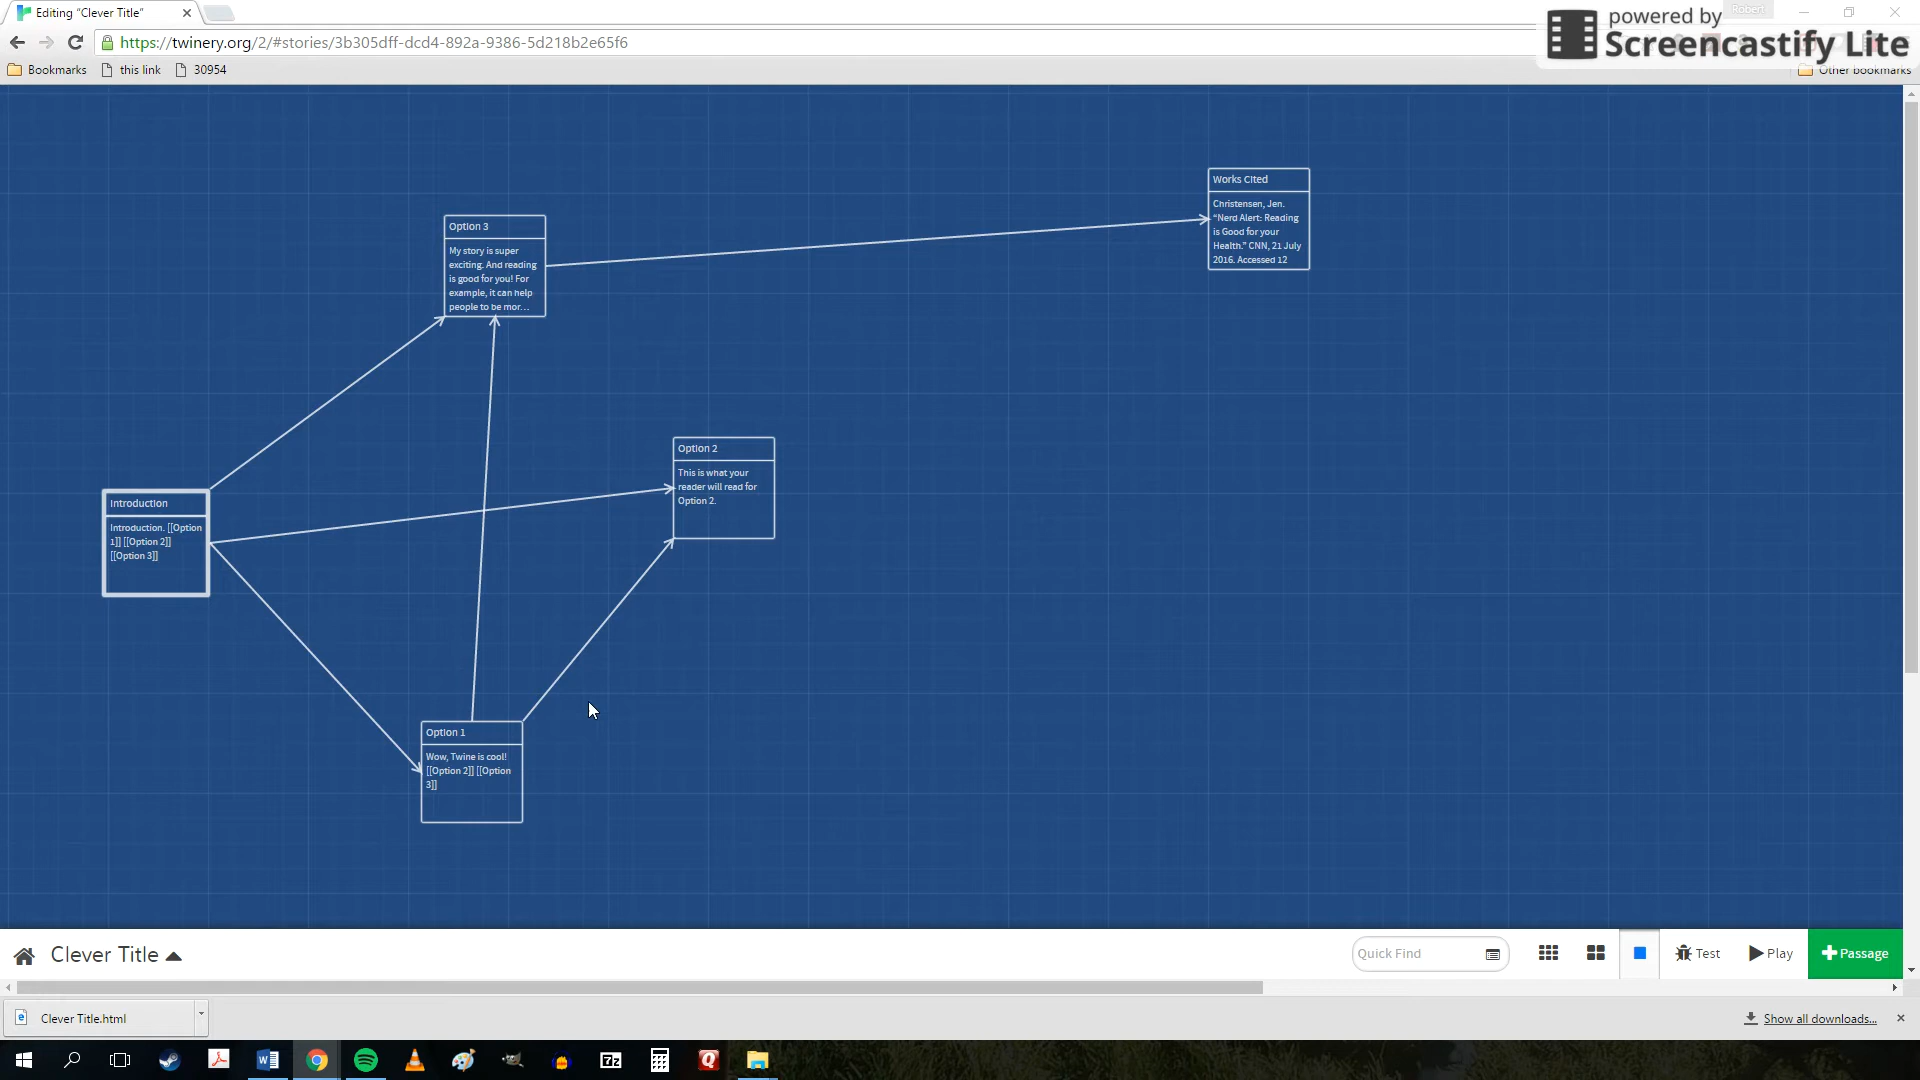 Editing “Clever Title”
Robert
powered by
Screencastify Lite
https://twinery.org/2/#stories/3b305dff-dcd4-892a-9386-5d218b2e65f6
Bookmarks
this link
30954
Other bookmarks
Works Cited
Christensen, Jen.
“Nerd Alert: Reading
is Good for your
Health.” CNN, 21 July
2016. Accessed 12
Option 3
My story is super
exciting. And reading
is good for you! For
example, it can help
people to be mor…
Option 2
This is what your
reader will read for
Option 2.
Introduction
Introduction. [[Option
1]] [[Option 2]]
[[Option 3]]
Option 1
Wow, Twine is cool!
[[Option 2]] [[Option
3]]
Clever Title
Quick Find
Test
Play
Passage
Clever Title.html
Show all downloads...
7z